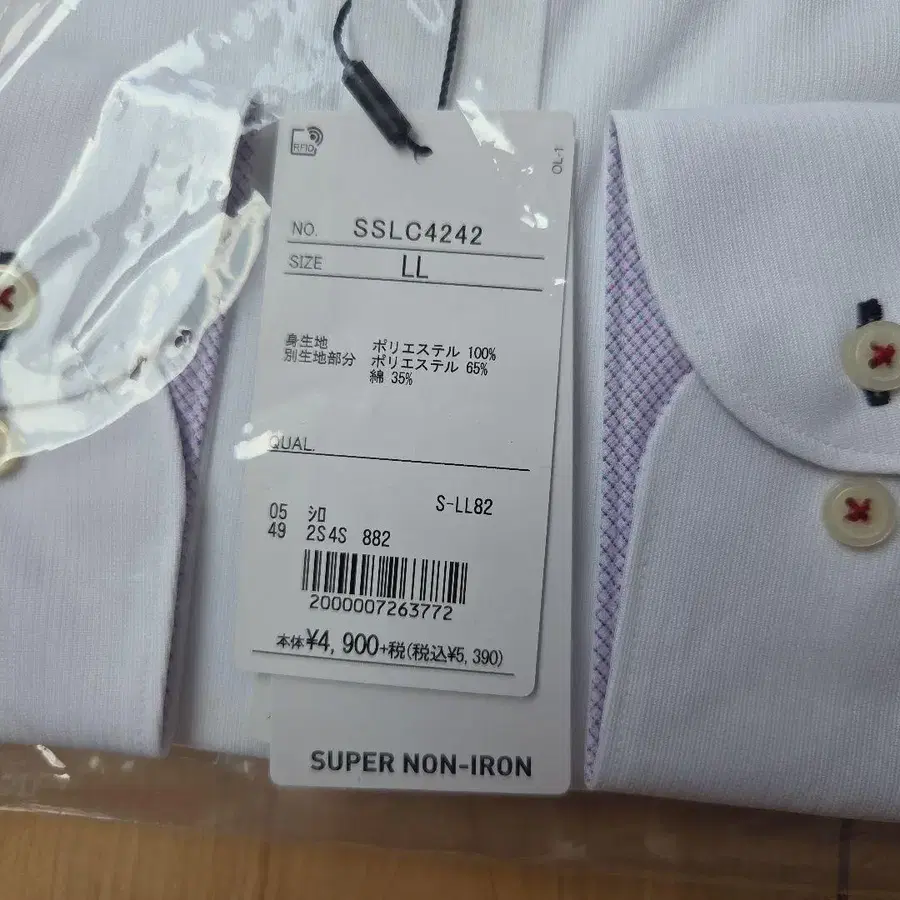 RFID
OL-1
NO. SSLC4242
SIZE LL
身生地 ポリエステル 100%
別生地部分 ポリエステル 65%
綿 35%
QUAL.
S-LL82
05 シロ
49 2S4S 882
2000007263772
本体¥4,900+税(税込¥5,390)
SUPER NON-IRON